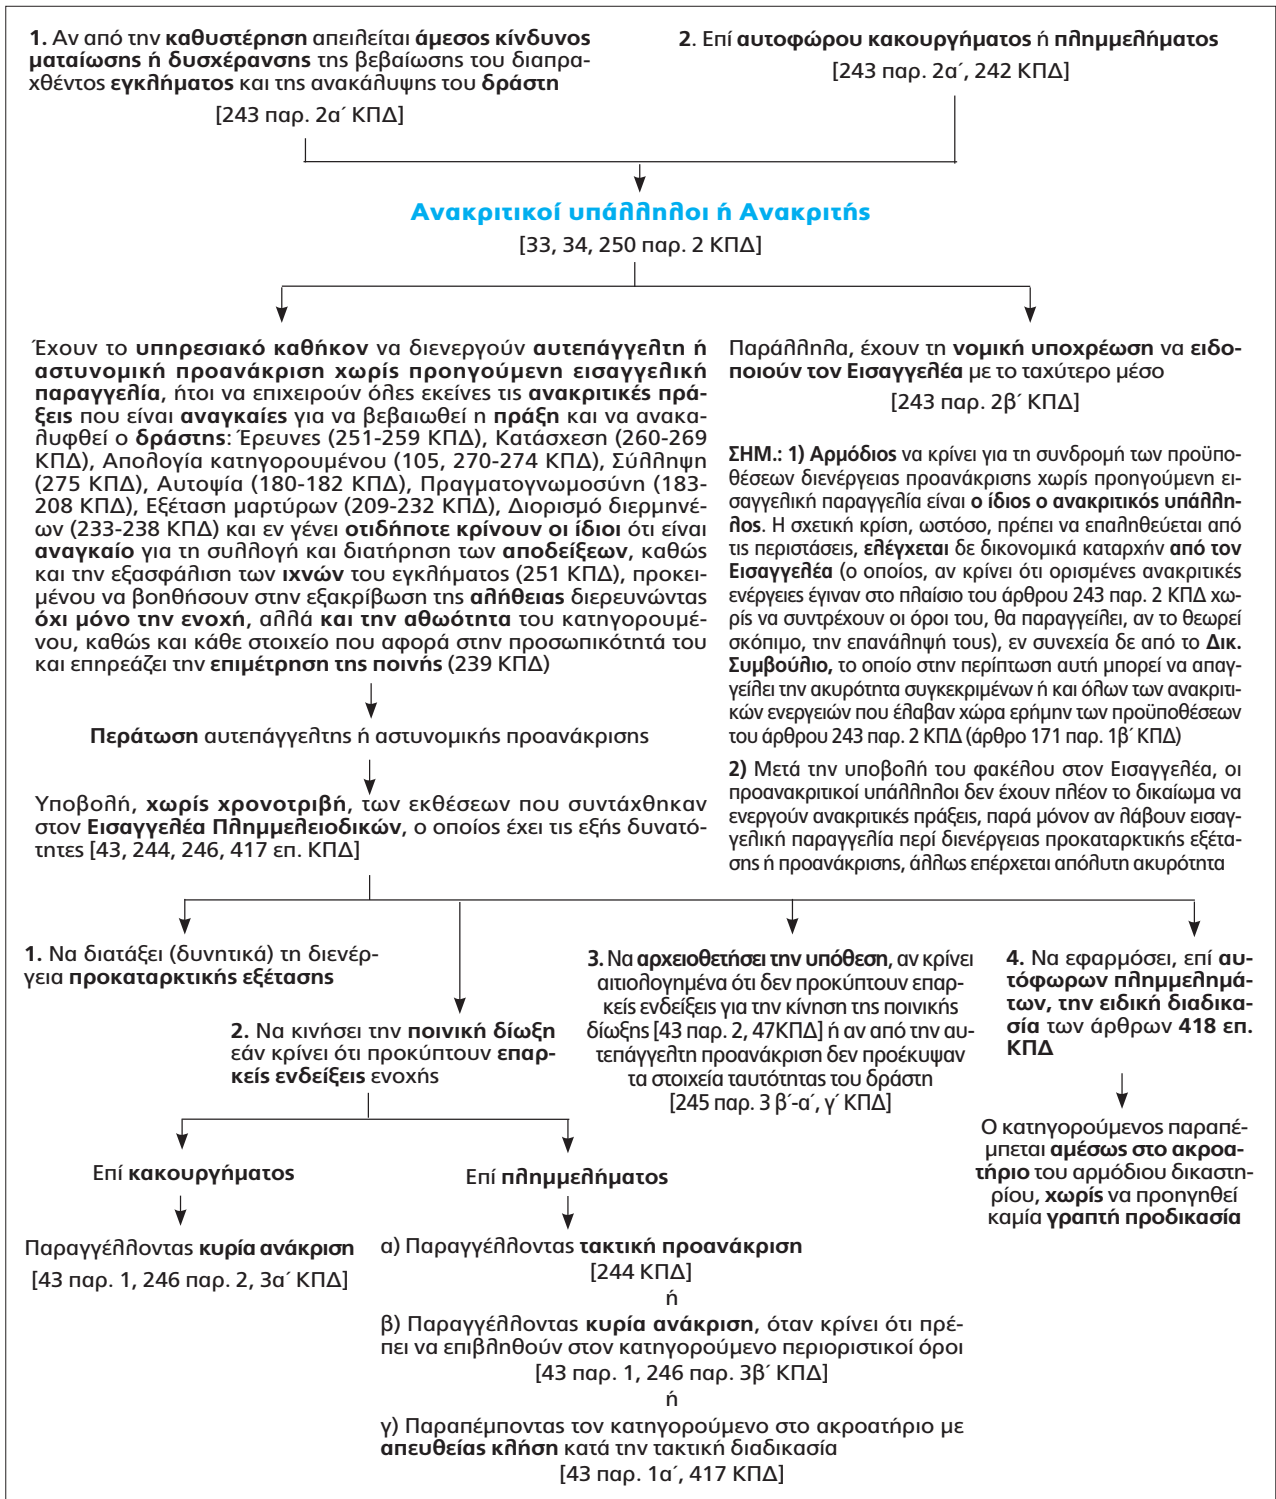 1. Αν από την καθυστέρηση απειλείται άμεσος κίνδυνος
ματαίωσης ή δυσχέρανσης της βεβαίωσης του διαπρα-
χθέντος εγκλήματος και της ανακάλυψης του δράστη
[243 παρ. 2α΄ ΚΠΔ]
2. Επί αυτοφώρου κακουργήματος ή πλημμελήματος
[243 παρ. 2α΄, 242 ΚΠΔ]
Ανακριτικοί υπάλληλοι ή Ανακριτής
[33, 34, 250 παρ. 2 ΚΠΔ]
Έχουν το υπηρεσιακό καθήκον να διενεργούν αυτεπάγγελτη ή
αστυνομική προανάκριση χωρίς προηγούμενη εισαγγελική
παραγγελία, ήτοι να επιχειρούν όλες εκείνες τις ανακριτικές πρά-
ξεις που είναι αναγκαίες για να βεβαιωθεί η πράξη και να ανακα-
λυφθεί ο δράστης: Έρευνες (251-259 ΚΠΔ), Κατάσχεση (260-269
ΚΠΔ), Απολογία κατηγορουμένου (105, 270-274 ΚΠΔ), Σύλληψη
(275 ΚΠΔ), Αυτοψία (180-182 ΚΠΔ), Πραγματογνωμοσύνη (183-
208 ΚΠΔ), Εξέταση μαρτύρων (209-232 ΚΠΔ), Διορισμό διερμηνέ-
ων (233-238 ΚΠΔ) και εν γένει οτιδήποτε κρίνουν οι ίδιοι ότι είναι
αναγκαίο για τη συλλογή και διατήρηση των αποδείξεων, καθώς
και την εξασφάλιση των ιχνών του εγκλήματος (251 ΚΠΔ), προκει-
μένου να βοηθήσουν στην εξακρίβωση της αλήθειας διερευνώντας
όχι μόνο την ενοχή, αλλά και την αθωότητα του κατηγορουμέ-
νου, καθώς και κάθε στοιχείο που αφορά στην προσωπικότητά του
και επηρεάζει την επιμέτρηση της ποινής (239 ΚΠΔ)
Περάτωση αυτεπάγγελτης ή αστυνομικής προανάκρισης
Υποβολή, χωρίς χρονοτριβή, των εκθέσεων που συντάχθηκαν
στον Εισαγγελέα Πλημμελειοδικών, ο οποίος έχει τις εξής δυνατό-
τητες [43, 244, 246, 417 επ. ΚΠΔ]
Παράλληλα, έχουν τη νομική υποχρέωση να ειδο-
ποιούν τον Εισαγγελέα με το ταχύτερο μέσο
[243 παρ. 2β΄ ΚΠΔ]
ΣΗΜ.: 1) Αρμόδιος να κρίνει για τη συνδρομή των προϋπο-
θέσεων διενέργειας προανάκρισης χωρίς προηγούμενη ει-
σαγγελική παραγγελία είναι ο ίδιος ο ανακριτικός υπάλλη-
λος. Η σχετική κρίση, ωστόσο, πρέπει να επαληθεύεται από
τις περιστάσεις, ελέγχεται δε δικονομικά καταρχήν από τον
Εισαγγελέα (ο οποίος, αν κρίνει ότι ορισμένες ανακριτικές
ενέργειες έγιναν στο πλαίσιο του άρθρου 243 παρ. 2 ΚΠΔ χω-
ρίς να συντρέχουν οι όροι του, θα παραγγείλει, αν το θεωρεί
σκόπιμο, την επανάληψή τους), εν συνεχεία δε από το Δικ.
Συμβούλιο, το οποίο στην περίπτωση αυτή μπορεί να απαγ-
γείλει την ακυρότητα συγκεκριμένων ή και όλων των ανακριτι-
κών ενεργειών που έλαβαν χώρα ερήμην των προϋποθέσεων
του άρθρου 243 παρ. 2 ΚΠΔ (άρθρο 171 παρ. 1β΄ ΚΠΔ)
2) Μετά την υποβολή του φακέλου στον Εισαγγελέα, οι
προανακριτικοί υπάλληλοι δεν έχουν πλέον το δικαίωμα να
ενεργούν ανακριτικές πράξεις, παρά μόνον αν λάβουν εισαγ-
γελική παραγγελία περί διενέργειας προκαταρκτικής εξέτα-
σης ή προανάκρισης, άλλως επέρχεται απόλυτη ακυρότητα
1. Να διατάξει (δυνητικά) τη διενέρ-
γεια προκαταρκτικής εξέτασης
2. Να κινήσει την ποινική δίωξη
εάν κρίνει ότι προκύπτουν επαρ-
κείς ενδείξεις ενοχής
3. Να αρχειοθετήσει την υπόθεση, αν κρίνει
αιτιολογημένα ότι δεν προκύπτουν επαρ-
κείς ενδείξεις για την κίνηση της ποινικής
δίωξης [43 παρ. 2, 47ΚΠΔ] ή αν από την αυ-
τεπάγγελτη προανάκριση δεν προέκυψαν
τα στοιχεία ταυτότητας του δράστη
[245 παρ. 3 β΄-α΄, γ΄ ΚΠΔ]
4. Να εφαρμόσει, επί αυ-
τόφωρων πλημμελημά-
των, την ειδική διαδικα-
σία των άρθρων 418 επ.
ΚΠΔ
Ο κατηγορούμενος παραπέ-
μπεται αμέσως στο ακροα-
τήριο του αρμόδιου δικαστη-
ρίου, χωρίς να προηγηθεί
καμία γραπτή προδικασία
Επί κακουργήματος
Παραγγέλλοντας κυρία ανάκριση
[43 παρ. 1, 246 παρ. 2, 3α΄ ΚΠΔ]
Επί πλημμελήματος
α) Παραγγέλλοντας τακτική προανάκριση
[244 ΚΠΔ]
ή
β) Παραγγέλλοντας κυρία ανάκριση, όταν κρίνει ότι πρέ-
πει να επιβληθούν στον κατηγορούμενο περιοριστικοί όροι
[43 παρ. 1, 246 παρ. 3β΄ ΚΠΔ]
ή
γ) Παραπέμποντας τον κατηγορούμενο στο ακροατήριο με
απευθείας κλήση κατά την τακτική διαδικασία
[43 παρ. 1α΄, 417 ΚΠΔ]